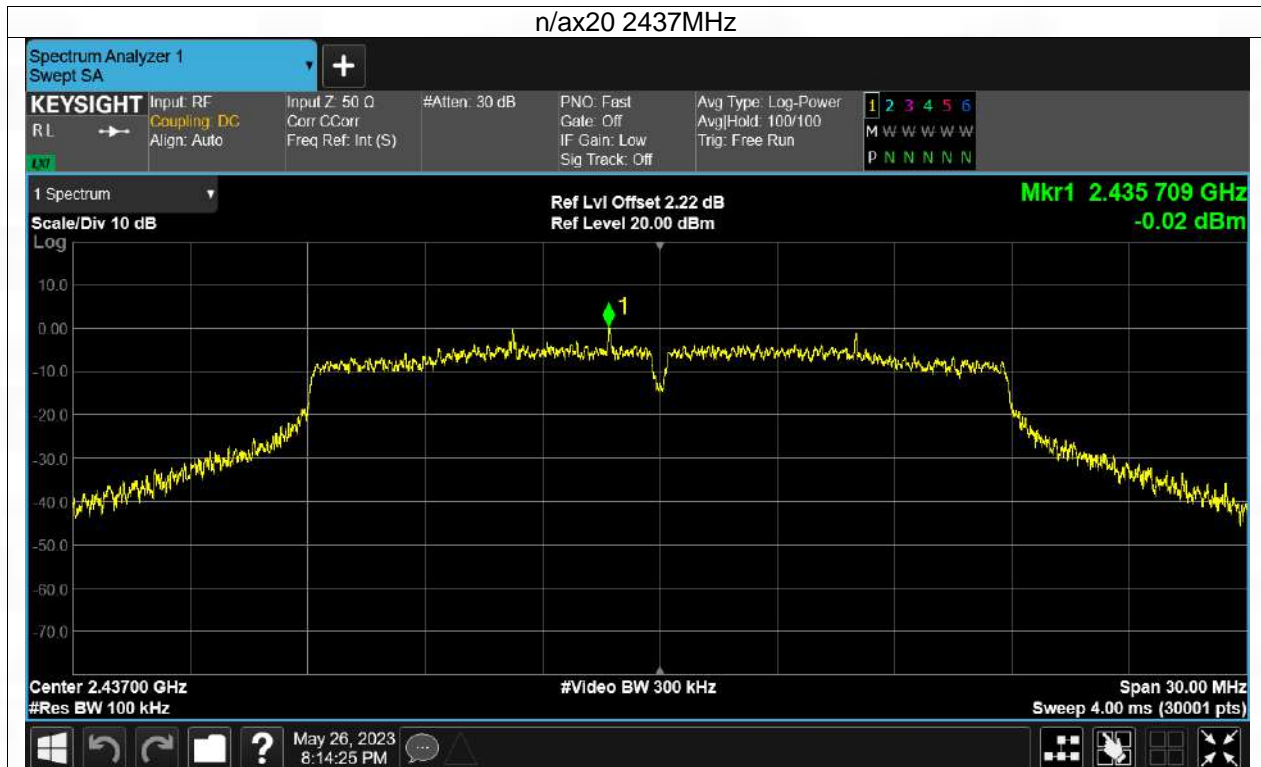 n/ax20 2437MHz
Spectrum Analyzer 1
Swept SA
+
KEYSIGHT
RL
LXI
Input: RF
Coupling: DC
Align: Auto
Input Z: 50 Ω
Corr CCorr
Freq Ref: Int (S)
#Atten: 30 dB
PNO: Fast
Gate: Off
IF Gain: Low
Sig Track: Off
Avg Type: Log-Power
Avg|Hold: 100/100
Trig: Free Run
1 2 3 4 5 6
M W W W W W
P N N N N N
1 Spectrum
Scale/Div 10 dB
Ref Lvl Offset 2.22 dB
Ref Level 20.00 dBm
Mkr1 2.435 709 GHz
-0.02 dBm
Log
10.0
0.00
-10.0
-20.0
-30.0
-40.0
-50.0
-60.0
-70.0
1
Center 2.43700 GHz
#Res BW 100 kHz
#Video BW 300 kHz
Span 30.00 MHz
Sweep 4.00 ms (30001 pts)
?
May 26, 2023
8:14:25 PM